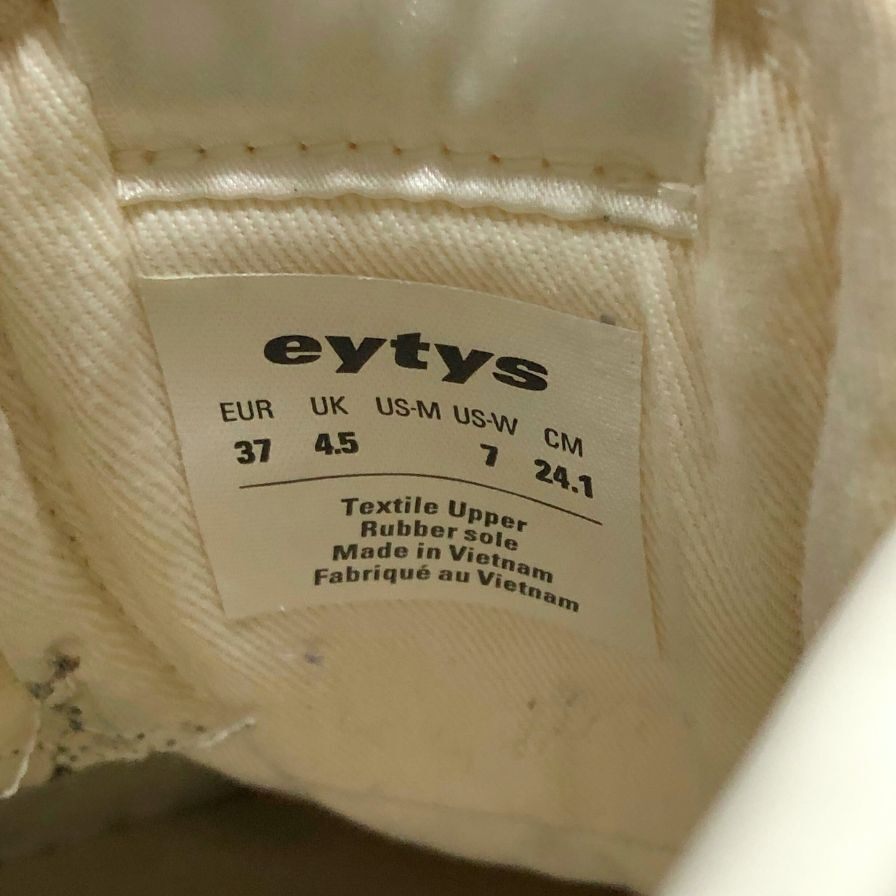 eytys
EUR UK US-M US-W CM
37 4.5 7 24.1
Textile Upper
Rubber sole
Made in Vietnam
Fabriqué au Vietnam